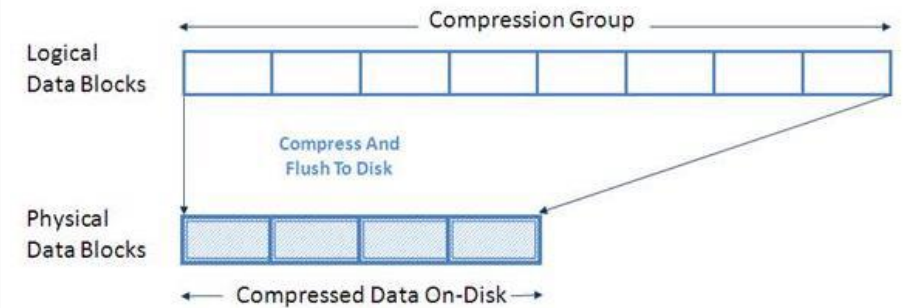 Compression Group
Logical
Data Blocks
Compress And
Flush To Disk
Physical
Data Blocks
Compressed Data On-Disk